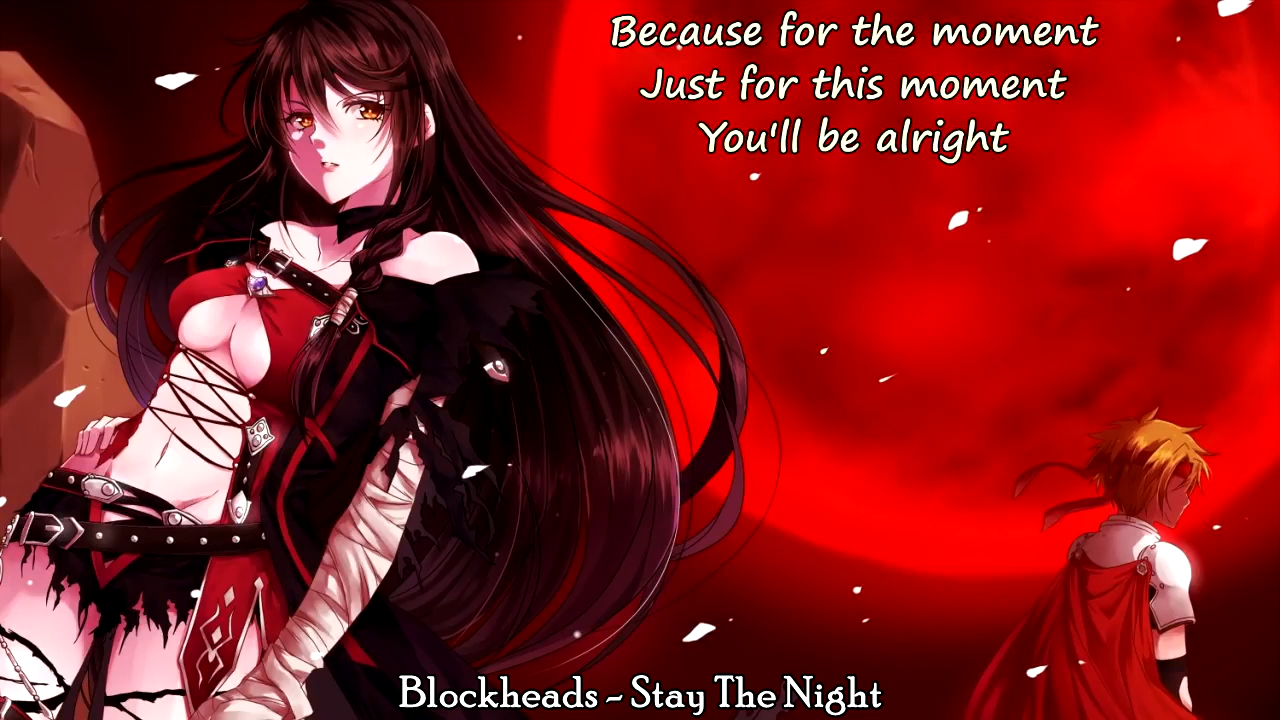 Because for the moment
Just for this moment
You'll be alright
Blockheads - Stay The Night